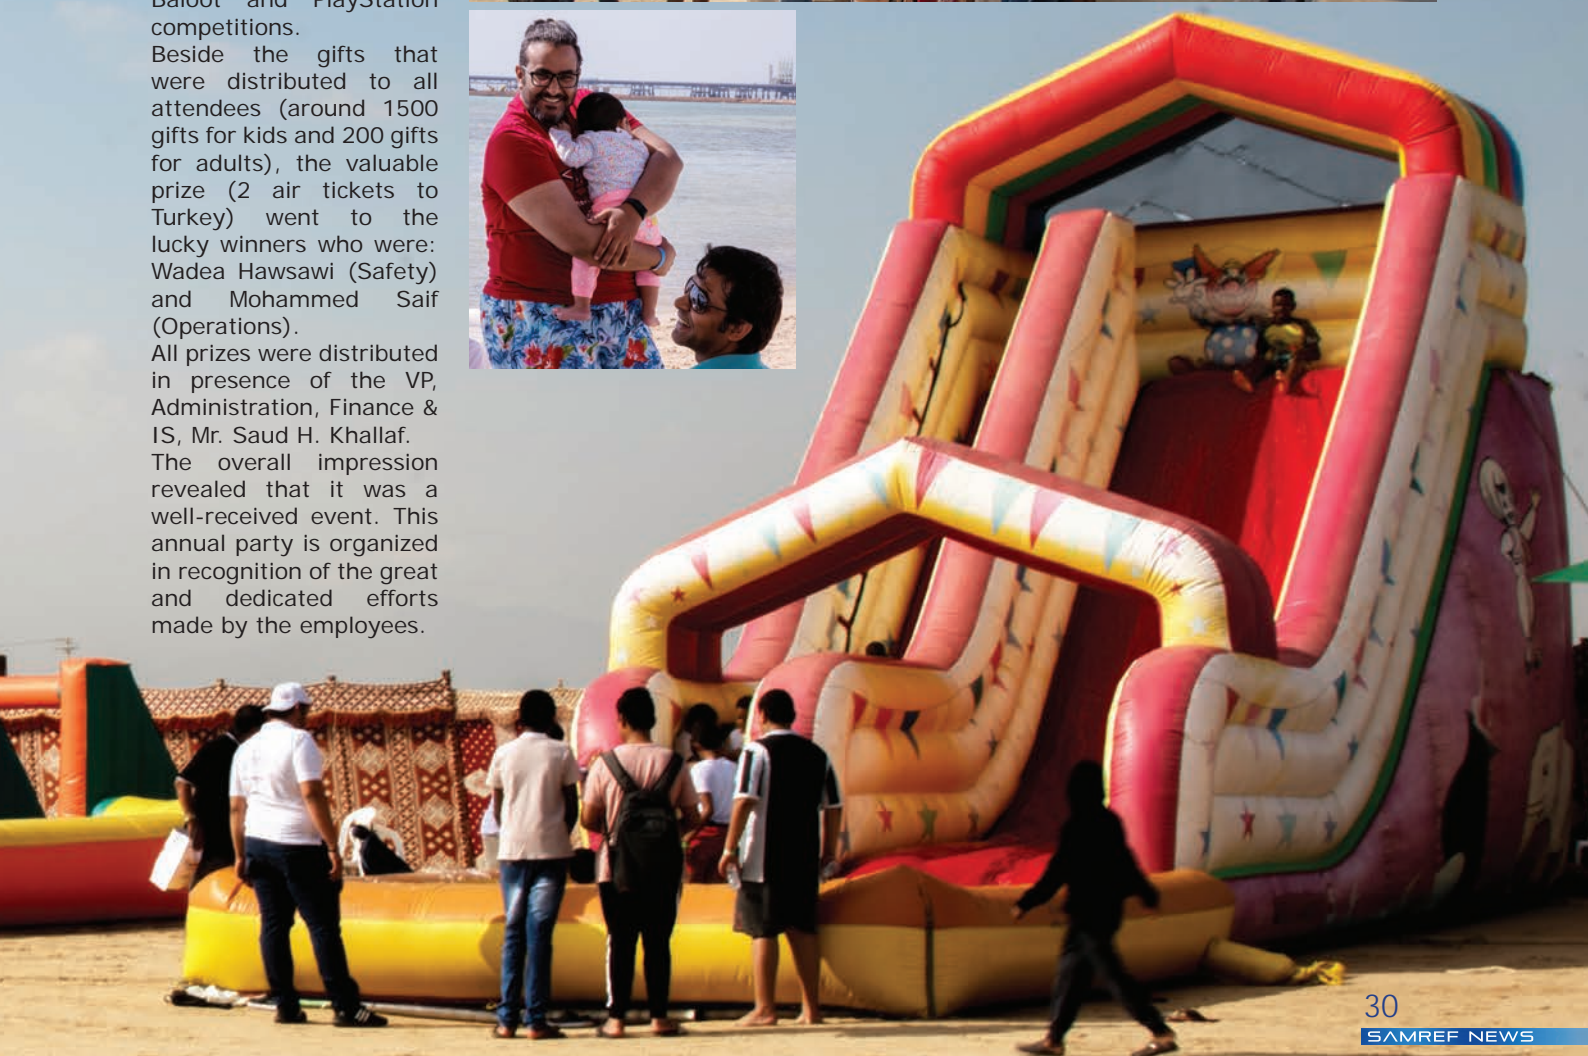 Baloot and PlayStation
competitions.
Beside the gifts that
were distributed to all
attendees (around 1500
gifts for kids and 200 gifts
for adults), the valuable
prize (2 air tickets to
Turkey) went to the
lucky winners who were:
Wadea Hawsawi (Safety)
and Mohammed Saif
(Operations).
All prizes were distributed
in presence of the VP,
Administration, Finance &
IS, Mr. Saud H. Khallaf.
The overall impression
revealed that it was a
well-received event. This
annual party is organized
in recognition of the great
and dedicated efforts
made by the employees.
30
SAMREF NEWS